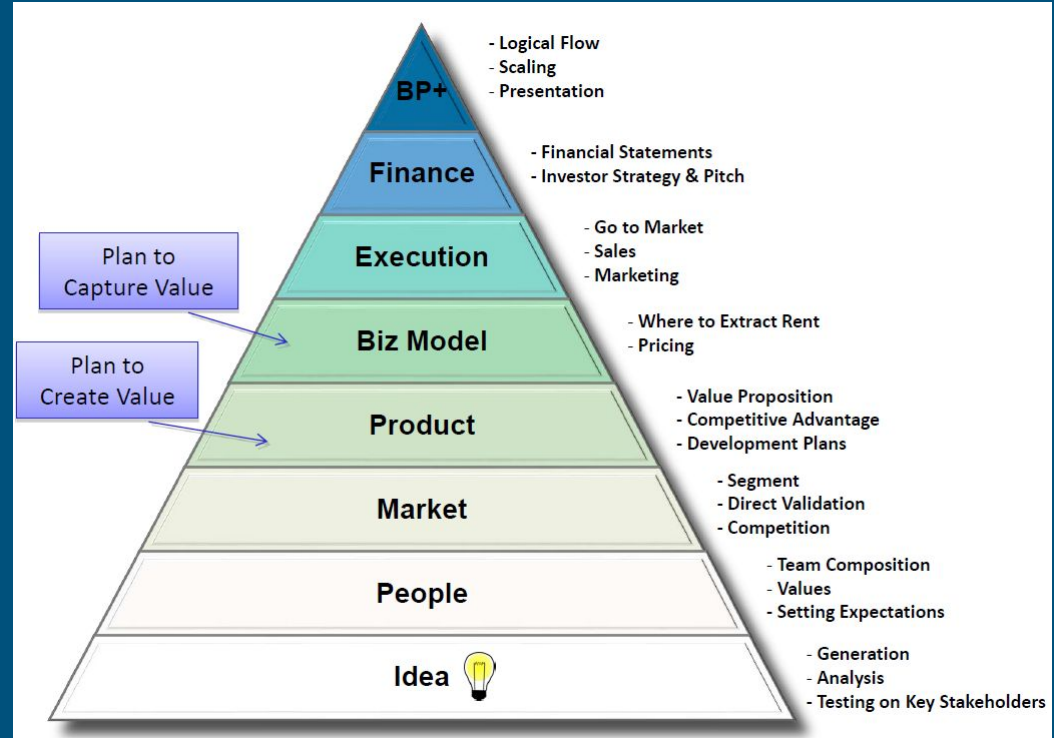 BP+
- Logical Flow
- Scaling
- Presentation
Finance
- Financial Statements
- Investor Strategy & Pitch
Execution
- Go to Market
- Sales
- Marketing
Plan to
Capture Value
Biz Model
- Where to Extract Rent
- Pricing
Plan to
Create Value
Product
- Value Proposition
- Competitive Advantage
- Development Plans
Market
- Segment
- Direct Validation
- Competition
People
- Team Composition
- Values
- Setting Expectations
Idea
- Generation
- Analysis
- Testing on Key Stakeholders